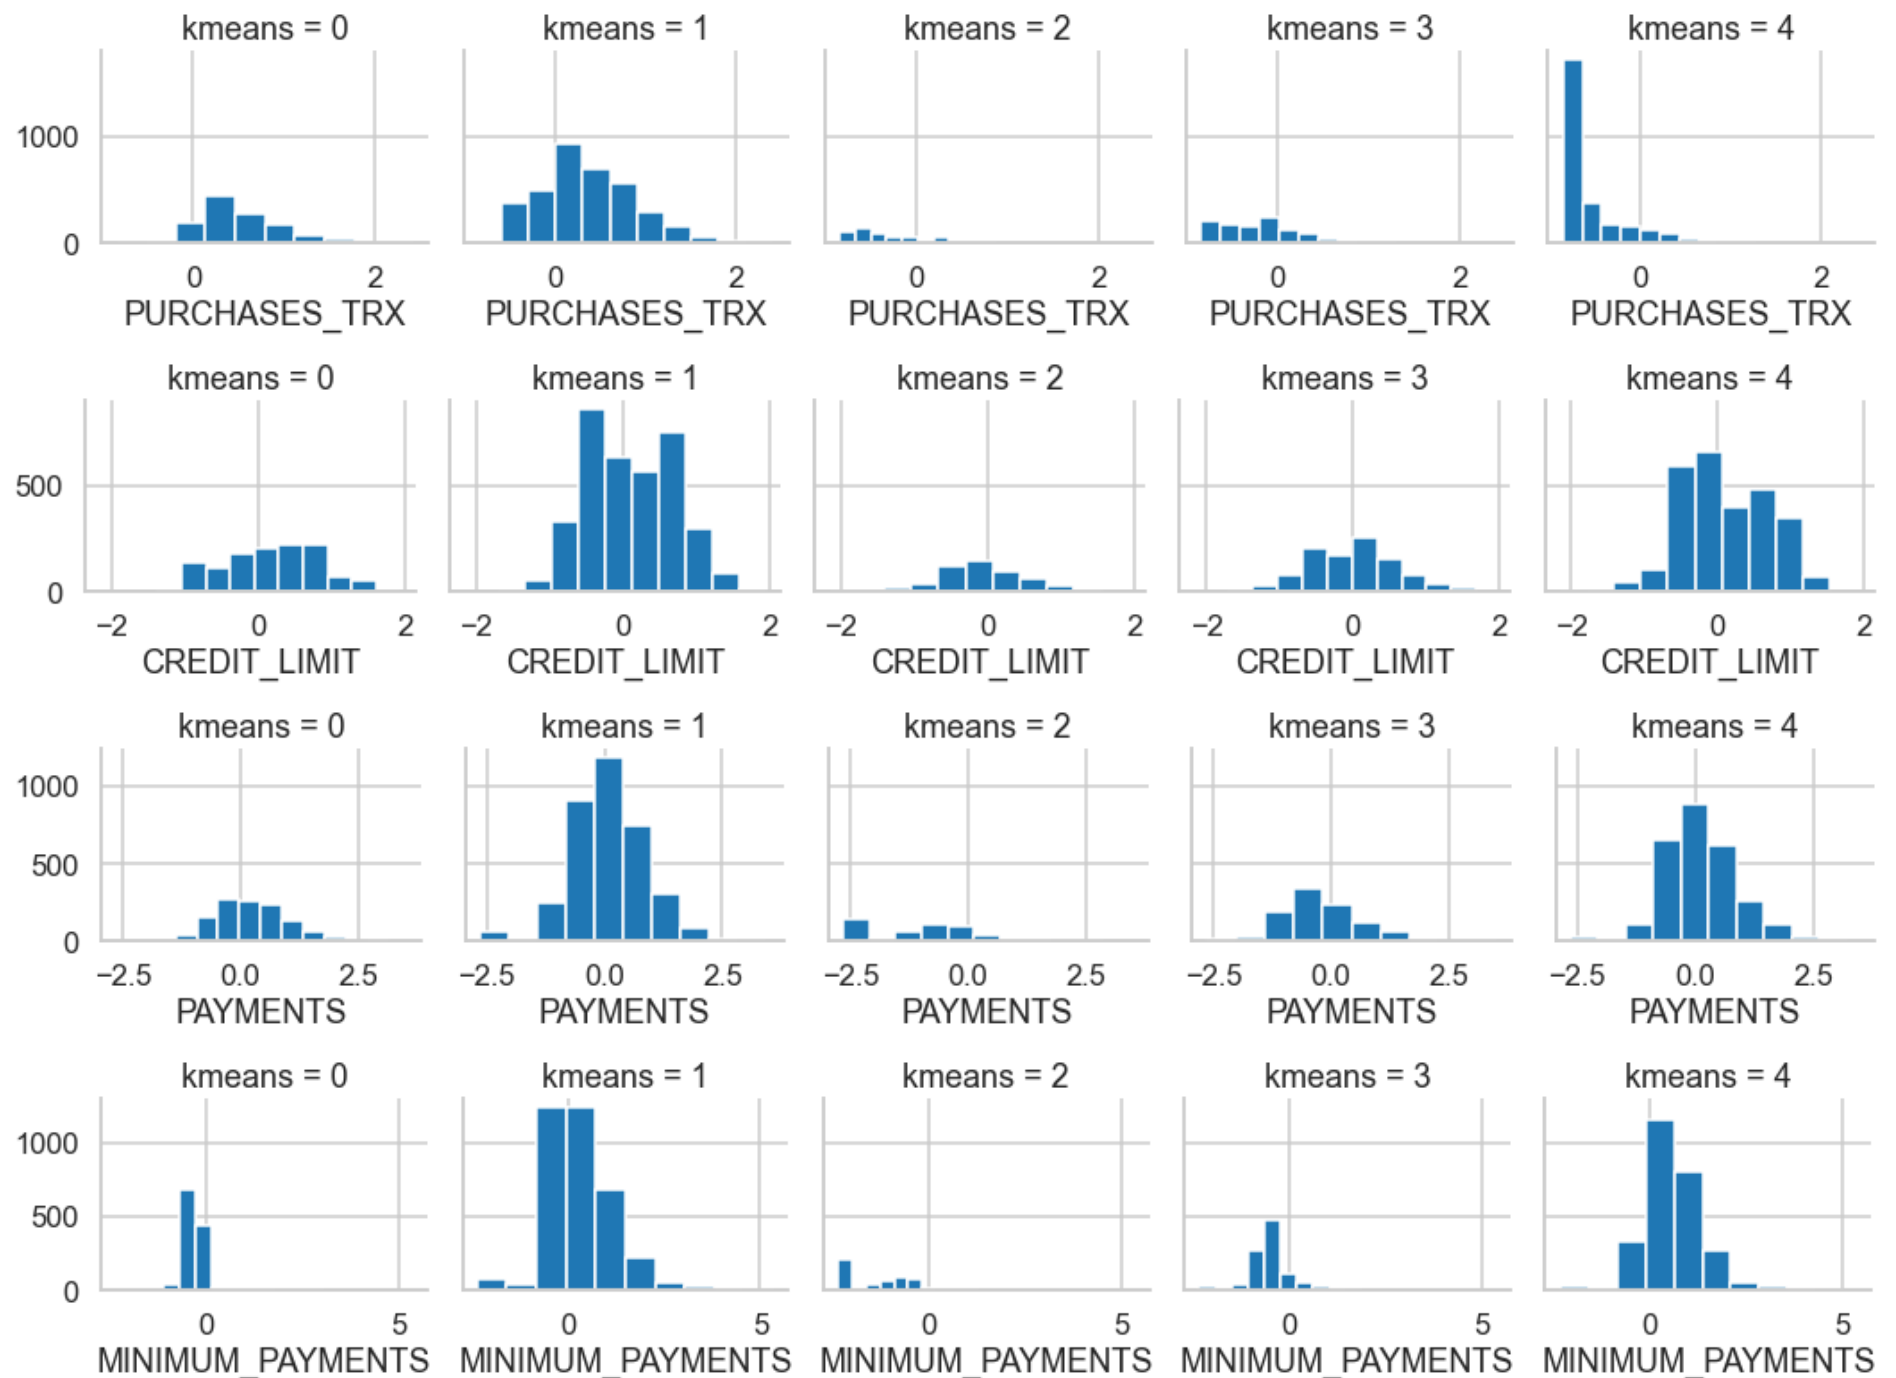 kmeans = 0 kmeans = 1 kmeans = 2 kmeans = 3 kmeans = 4
1000
0
0 2 0 2 0 2 0 2 0 2
PURCHASES_TRX PURCHASES_TRX PURCHASES_TRX PURCHASES_TRX PURCHASES_TRX
kmeans = 0 kmeans = 1 kmeans = 2 kmeans = 3 kmeans = 4
500
0
−2 0 2 −2 0 2 −2 0 2 −2 0 2 −2 0 2
CREDIT_LIMIT CREDIT_LIMIT CREDIT_LIMIT CREDIT_LIMIT CREDIT_LIMIT
kmeans = 0 kmeans = 1 kmeans = 2 kmeans = 3 kmeans = 4
1000
500
0
−2.5 0.0 2.5 −2.5 0.0 2.5 −2.5 0.0 2.5 −2.5 0.0 2.5 −2.5 0.0 2.5
PAYMENTS PAYMENTS PAYMENTS PAYMENTS PAYMENTS
kmeans = 0 kmeans = 1 kmeans = 2 kmeans = 3 kmeans = 4
1000
500
0
0 5 0 5 0 5 0 5 0 5
MINIMUM_PAYMENTS MINIMUM_PAYMENTS MINIMUM_PAYMENTS MINIMUM_PAYMENTS MINIMUM_PAYMENTS